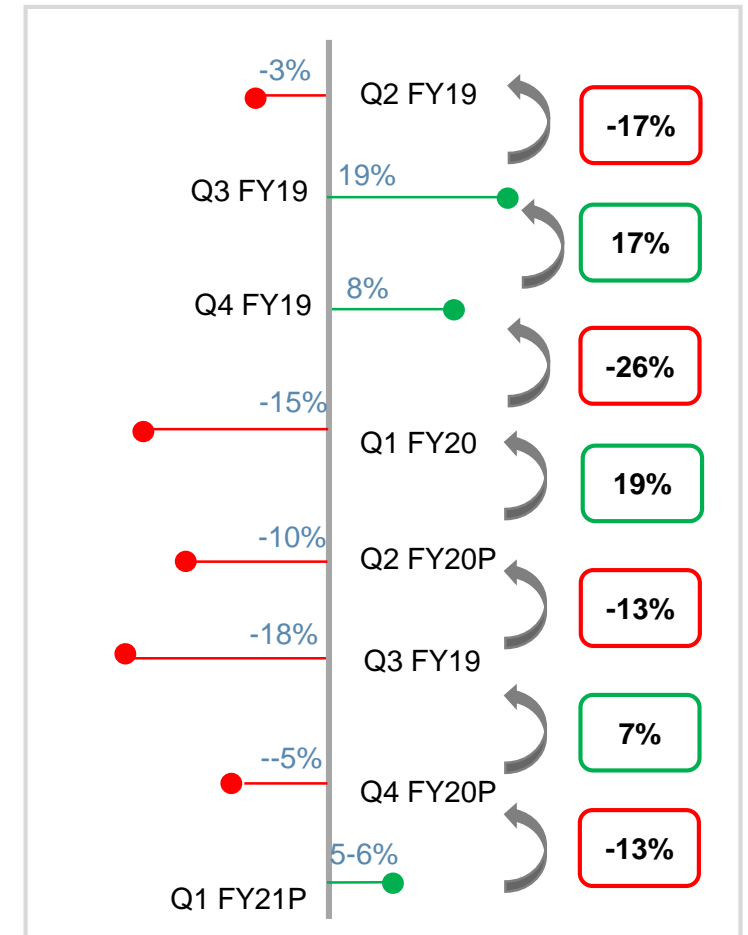 -3%
Q2 FY19
-17%
19%
Q3 FY19
17%
8%
Q4 FY19
-26%
-15%
Q1 FY20
19%
-10%
Q2 FY20P
-13%
-18%
Q3 FY19
7%
--5%
Q4 FY20P
-13%
5-6%
Q1 FY21P